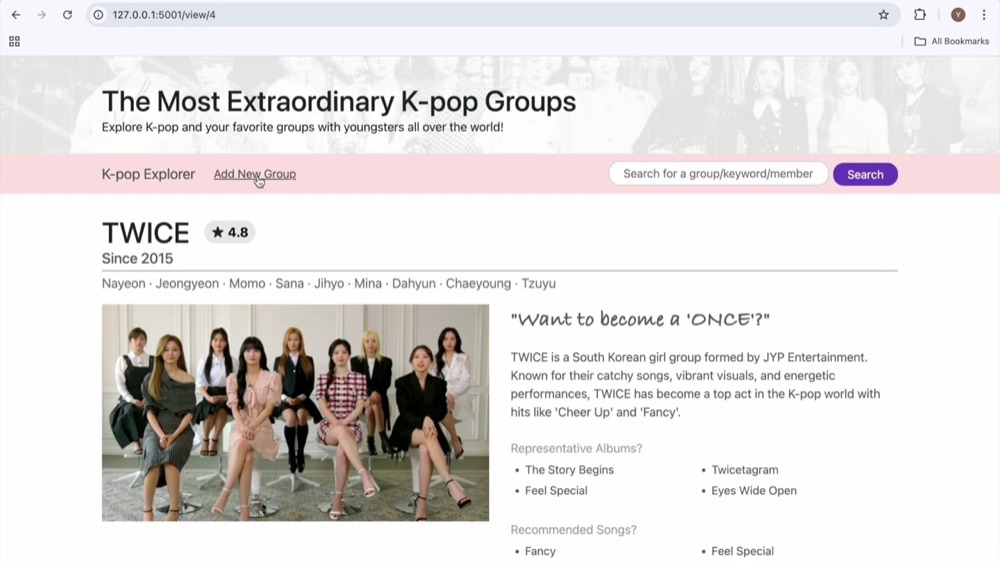 127.0.0.1:5001/view/4
Y
All Bookmarks
The Most Extraordinary K-pop Groups
Explore K-pop and your favorite groups with youngsters all over the world!
K-pop Explorer Add New Group Search for a group/keyword/member Search
TWICE ★ 4.8
Since 2015
Nayeon · Jeongyeon · Momo · Sana · Jihyo · Mina · Dahyun · Chaeyoung · Tzuyu
"Want to become a 'ONCE'?"
TWICE is a South Korean girl group formed by JYP Entertainment.
Known for their catchy songs, vibrant visuals, and energetic
performances, TWICE has become a top act in the K-pop world with
hits like 'Cheer Up' and 'Fancy'.
Representative Albums?
• The Story Begins • Twicetagram
• Feel Special • Eyes Wide Open
Recommended Songs?
• Fancy • Feel Special